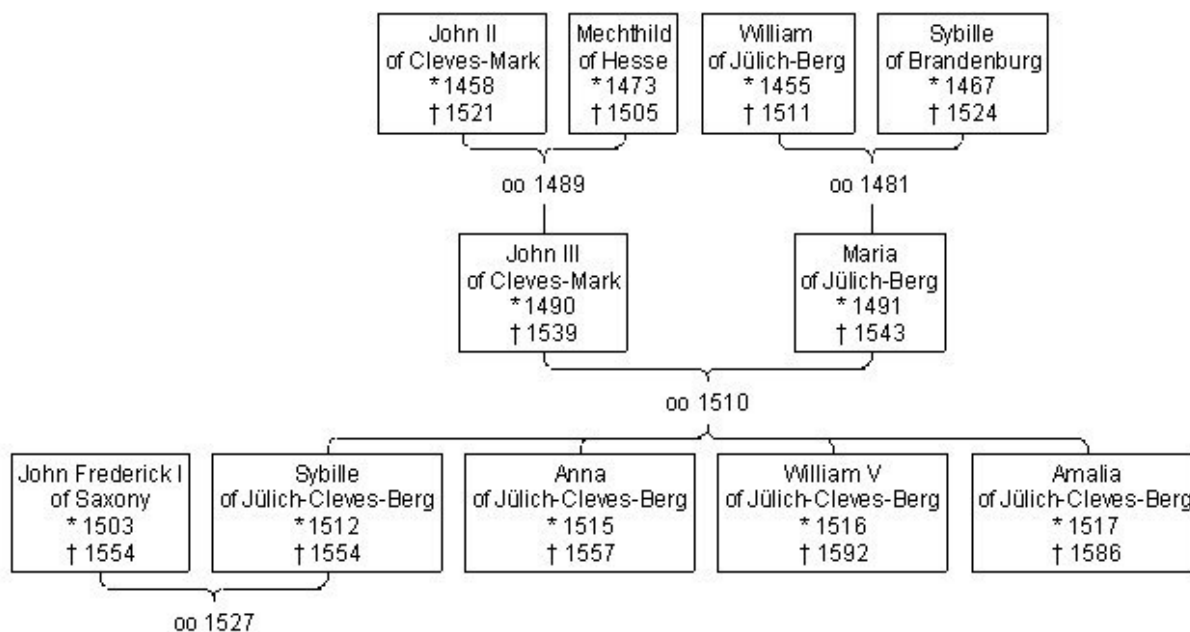 John II
of Cleves-Mark
* 1458
† 1521
Mechthild
of Hesse
* 1473
† 1505
William
of Jülich-Berg
* 1455
† 1511
Sybille
of Brandenburg
* 1467
† 1524
oo 1489
oo 1481
John III
of Cleves-Mark
* 1490
† 1539
Maria
of Jülich-Berg
* 1491
† 1543
oo 1510
John Frederick I
of Saxony
* 1503
† 1554
Sybille
of Jülich-Cleves-Berg
* 1512
† 1554
Anna
of Jülich-Cleves-Berg
* 1515
† 1557
William V
of Jülich-Cleves-Berg
* 1516
† 1592
Amalia
of Jülich-Cleves-Berg
* 1517
† 1586
oo 1527